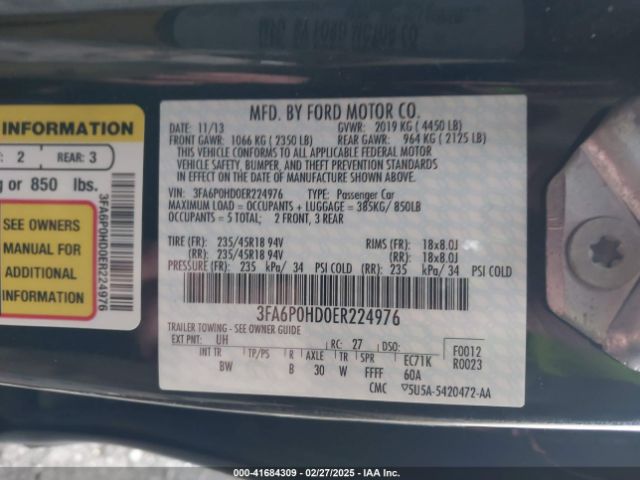 MFD. BY FORD MOTOR CO.
DATE: 11/13 GVWR: 2019 KG ( 4450 LB)
FRONT GAWR: 1066 KG ( 2350 LB) REAR GAWR: 964 KG ( 2125 LB)
THIS VEHICLE CONFORMS TO ALL APPLICABLE FEDERAL MOTOR
VEHICLE SAFETY, BUMPER, AND THEFT PREVENTION STANDARDS
IN EFFECT ON THE DATE OF MANUFACTURE SHOWN ABOVE.
VIN: 3FA6P0HD0ER224976 TYPE: Passenger Car
MAXIMUM LOAD = OCCUPANTS + LUGGAGE = 385KG/ 850LB
OCCUPANTS = 5 TOTAL; 2 FRONT, 3 REAR
TIRE (FR): 235/45R18 94V RIMS (FR): 18x8.0J
(RR): 235/45R18 94V (RR): 18x8.0J
PRESSURE (FR): 235 kPa/ 34 PSI COLD (RR): 235 kPa/ 34 PSI COLD
3FA6P0HD0ER224976
TRAILER TOWING - SEE OWNER GUIDE
EXT PNT: UH RC: 27 DSO: F0012
INT TR TP/PS R AXLE TR SPR EC71K R0023
BW B 30 W FFFF 60A
CMC 5U5A-5420472-AA
INFORMATION
: 2 REAR: 3
g or 850 lbs.
SEE OWNERS
MANUAL FOR
ADDITIONAL
INFORMATION
3FA6P0HD0ER224976
000-41684309 | 02/27/2025 | IAA Inc.